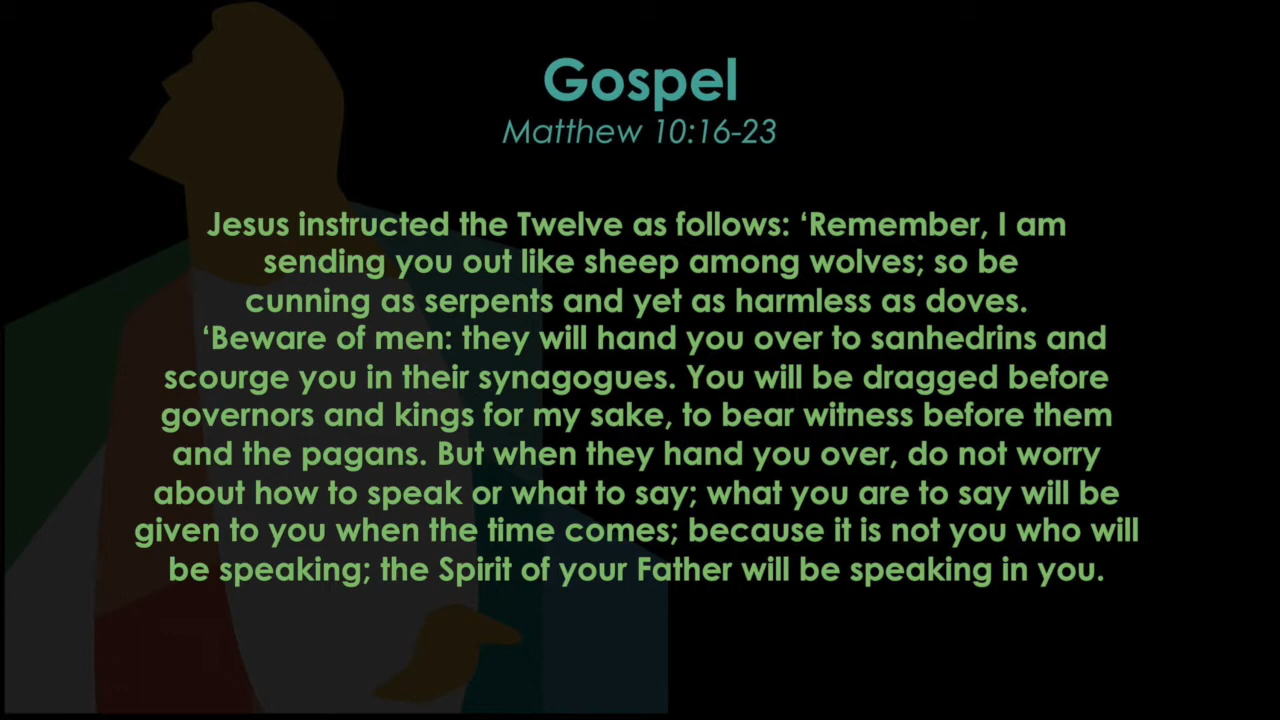 Gospel
Matthew 10:16-23
Jesus instructed the Twelve as follows: ‘Remember, I am
sending you out like sheep among wolves; so be
cunning as serpents and yet as harmless as doves.
‘Beware of men: they will hand you over to sanhedrins and
scourge you in their synagogues. You will be dragged before
governors and kings for my sake, to bear witness before them
and the pagans. But when they hand you over, do not worry
about how to speak or what to say; what you are to say will be
given to you when the time comes; because it is not you who will
be speaking; the Spirit of your Father will be speaking in you.